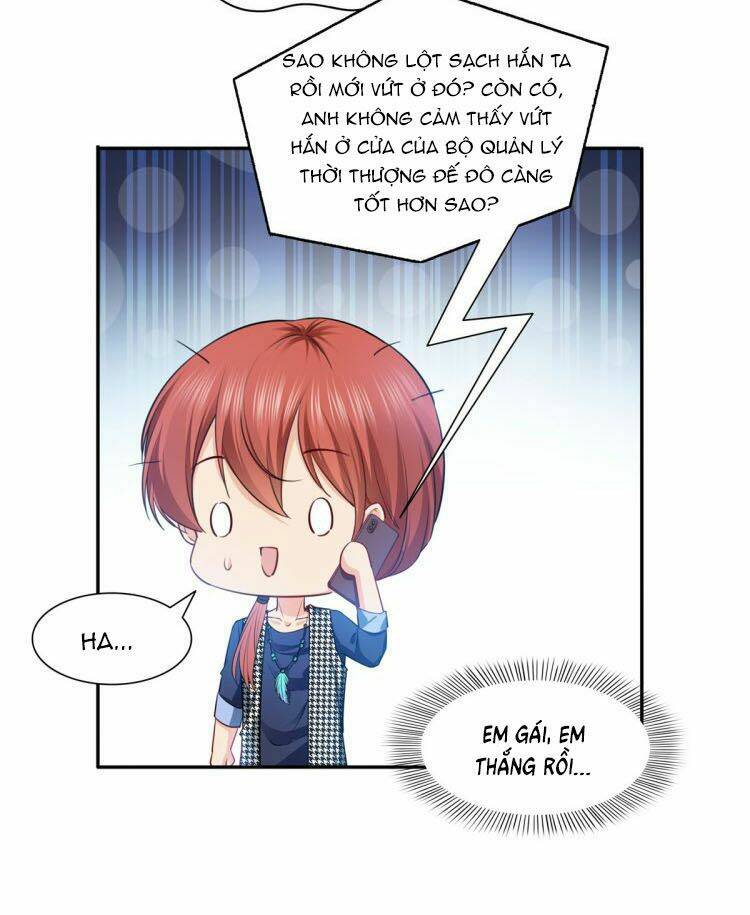 SAO KHÔNG LỘT SẠCH HẮN TA
RỒI MỚI VỨT Ở ĐÓ? CÒN CÓ,
ANH KHÔNG CẢM THẤY VỨT
HẮN Ở CỬA CỦA BỘ QUẢN LÝ
THỜI THƯỢNG ĐẾ ĐÔ CÀNG
TỐT HƠN SAO?
HA...
EM GÁI, EM
THẮNG RỒI...